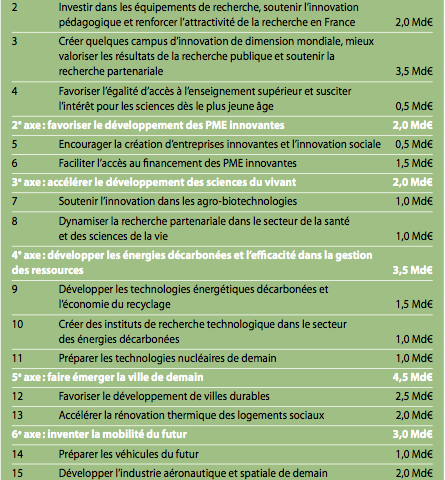 2 Investir dans les équipements de recherche, soutenir l'innovation
pédagogique et renforcer l'attractivité de la recherche en France 2,0 Md€
3 Créer quelques campus d'innovation de dimension mondiale, mieux
valoriser les résultats de la recherche publique et soutenir la
recherche partenariale 3,5 Md€
4 Favoriser l'égalité d'accès à l'enseignement supérieur et susciter
l'intérêt pour les sciences dès le plus jeune âge 0,5 Md€
2e axe : favoriser le développement des PME innovantes 2,0 Md€
5 Encourager la création d'entreprises innovantes et l'innovation sociale 0,5 Md€
6 Faciliter l'accès au financement des PME innovantes 1,5 Md€
3e axe : accélérer le développement des sciences du vivant 2,0 Md€
7 Soutenir l'innovation dans les agro-biotechnologies 1,0 Md€
8 Dynamiser la recherche partenariale dans le secteur de la santé
et des sciences de la vie 1,0 Md€
4e axe : développer les énergies décarbonées et l'efficacité dans la gestion
des ressources 3,5 Md€
9 Développer les technologies énergétiques décarbonées et
l'économie du recyclage 1,5 Md€
10 Créer des instituts de recherche technologique dans le secteur
des énergies décarbonées 1,0 Md€
11 Préparer les technologies nucléaires de demain 1,0 Md€
5e axe : faire émerger la ville de demain 4,5 Md€
12 Favoriser le développement de villes durables 2,5 Md€
13 Accélérer la rénovation thermique des logements sociaux 2,0 Md€
6e axe : inventer la mobilité du futur 3,0 Md€
14 Préparer les véhicules du futur 1,0 Md€
15 Développer l'industrie aéronautique et spatiale de demain 2,0 Md€